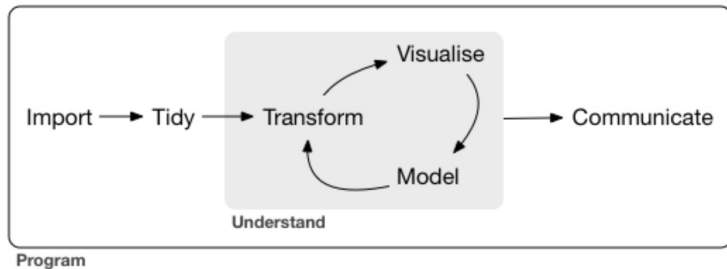 Visualise
Import
Tidy
Transform
Communicate
Model
Understand
Program